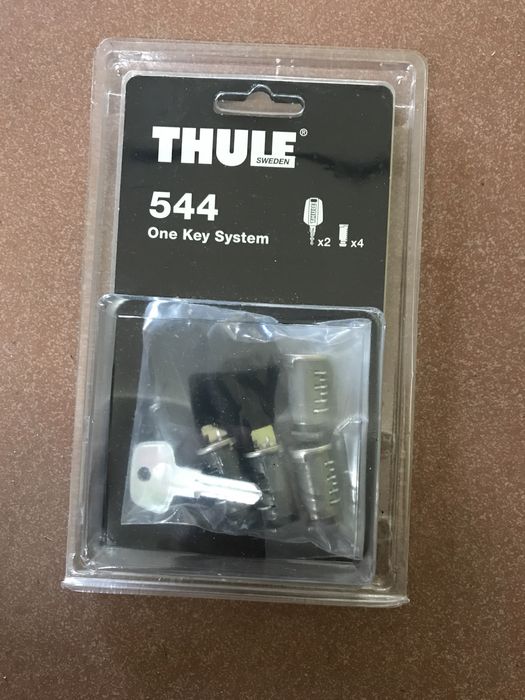 THULE®
SWEDEN
544
One Key System
x2 x4